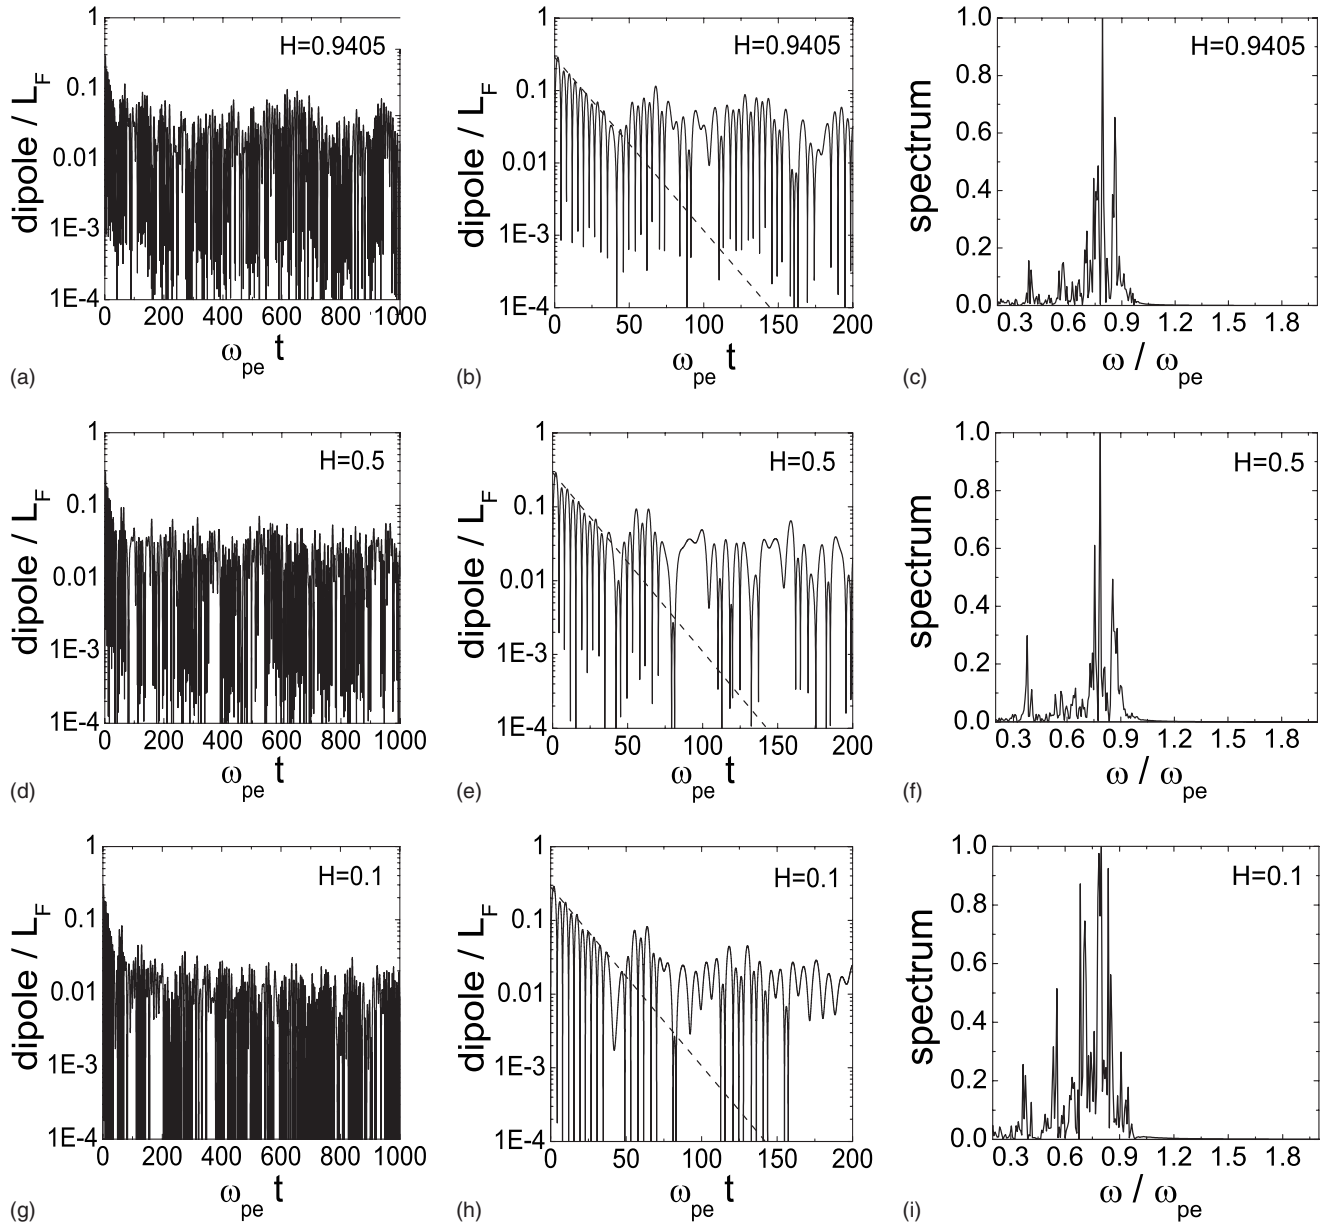 H=0.9405
dipole / L_F
1
0.1
0.01
1E-3
1E-4
0 200 400 600 800 1000
ω_pe t
(a)
H=0.9405
dipole / L_F
1
0.1
0.01
1E-3
1E-4
0 50 100 150 200
ω_pe t
(b)
H=0.9405
spectrum
1.0
0.8
0.6
0.4
0.2
0.0
0.3 0.6 0.9 1.2 1.5 1.8
ω / ω_pe
(c)
H=0.5
dipole / L_F
1
0.1
0.01
1E-3
1E-4
0 200 400 600 800 1000
ω_pe t
(d)
H=0.5
dipole / L_F
1
0.1
0.01
1E-3
1E-4
0 50 100 150 200
ω_pe t
(e)
H=0.5
spectrum
1.0
0.8
0.6
0.4
0.2
0.0
0.3 0.6 0.9 1.2 1.5 1.8
ω / ω_pe
(f)
H=0.1
dipole / L_F
1
0.1
0.01
1E-3
1E-4
0 200 400 600 800 1000
ω_pe t
(g)
H=0.1
dipole / L_F
1
0.1
0.01
1E-3
1E-4
0 50 100 150 200
ω_pe t
(h)
H=0.1
spectrum
1.0
0.8
0.6
0.4
0.2
0.0
0.3 0.6 0.9 1.2 1.5 1.8
ω / ω_pe
(i)